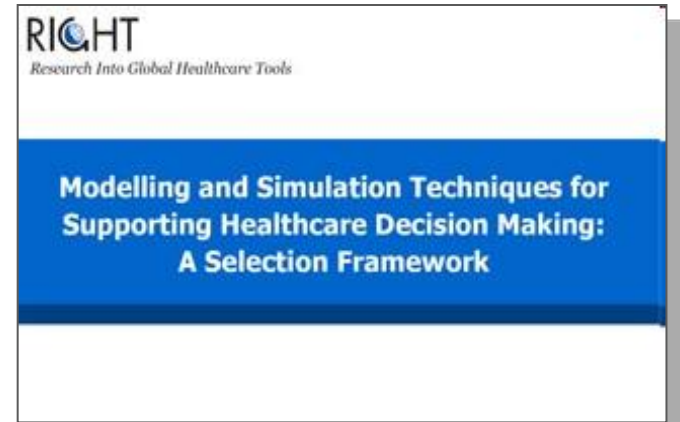 RIGHT
Research Into Global Healthcare Tools
Modelling and Simulation Techniques for
Supporting Healthcare Decision Making:
A Selection Framework